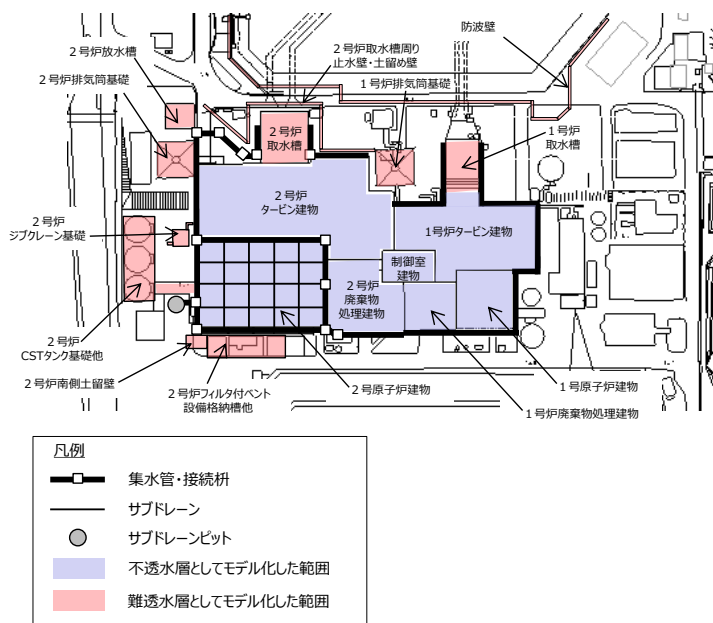 2号炉放水槽
2号炉排気筒基礎
2号炉取水槽周り
止水壁・土留め壁
1号炉排気筒基礎
防波壁
2号炉
取水槽
1号炉
取水槽
2号炉
タービン建物
1号炉タービン建物
制御室
建物
2号炉
廃棄物
処理建物
2号炉
ジブクレーン基礎
2号炉
CSTタンク基礎他
2号炉南側土留壁
2号炉フィルタ付ベント
設備格納槽他
2号原子炉建物
1号原子炉建物
1号炉廃棄物処理建物
凡例
集水管・接続枡
サブドレーン
サブドレーンピット
不透水層としてモデル化した範囲
難透水層としてモデル化した範囲